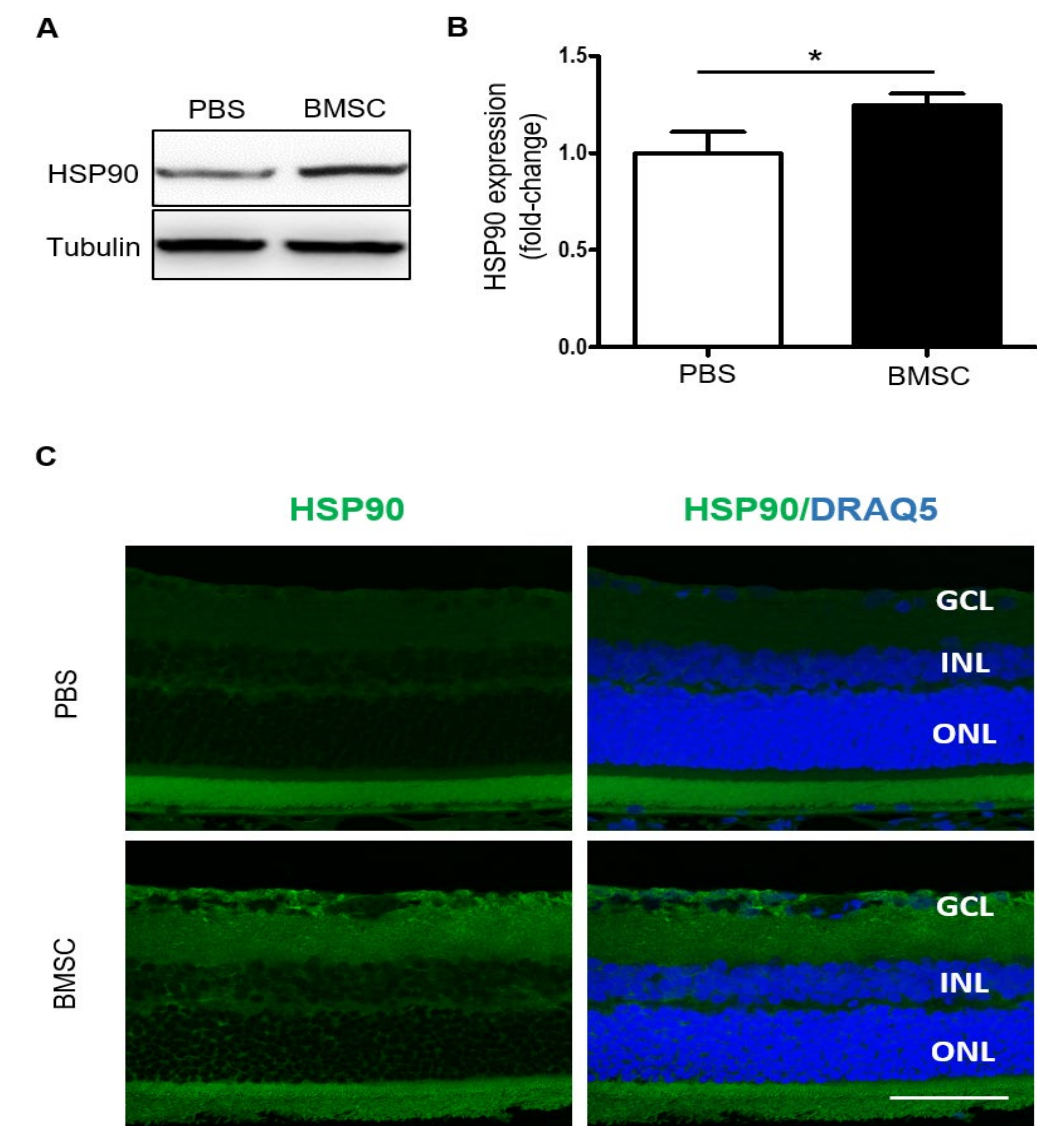 A
PBS BMSC
HSP90
Tubulin
B
HSP90 expression
(fold-change)
1.5
1.0
0.5
0.0
*
PBS BMSC
C
HSP90 HSP90/DRAQ5
PBS
GCL
INL
ONL
BMSC
GCL
INL
ONL